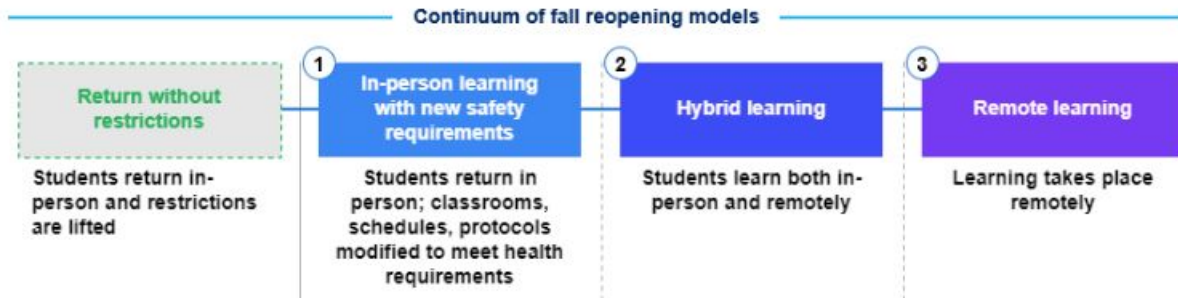 Continuum of fall reopening models
Return without
restrictions
Students return in-
person and restrictions
are lifted
1
In-person learning
with new safety
requirements
Students return in
person; classrooms,
schedules, protocols
modified to meet health
requirements
2
Hybrid learning
Students learn both in-
person and remotely
3
Remote learning
Learning takes place
remotely